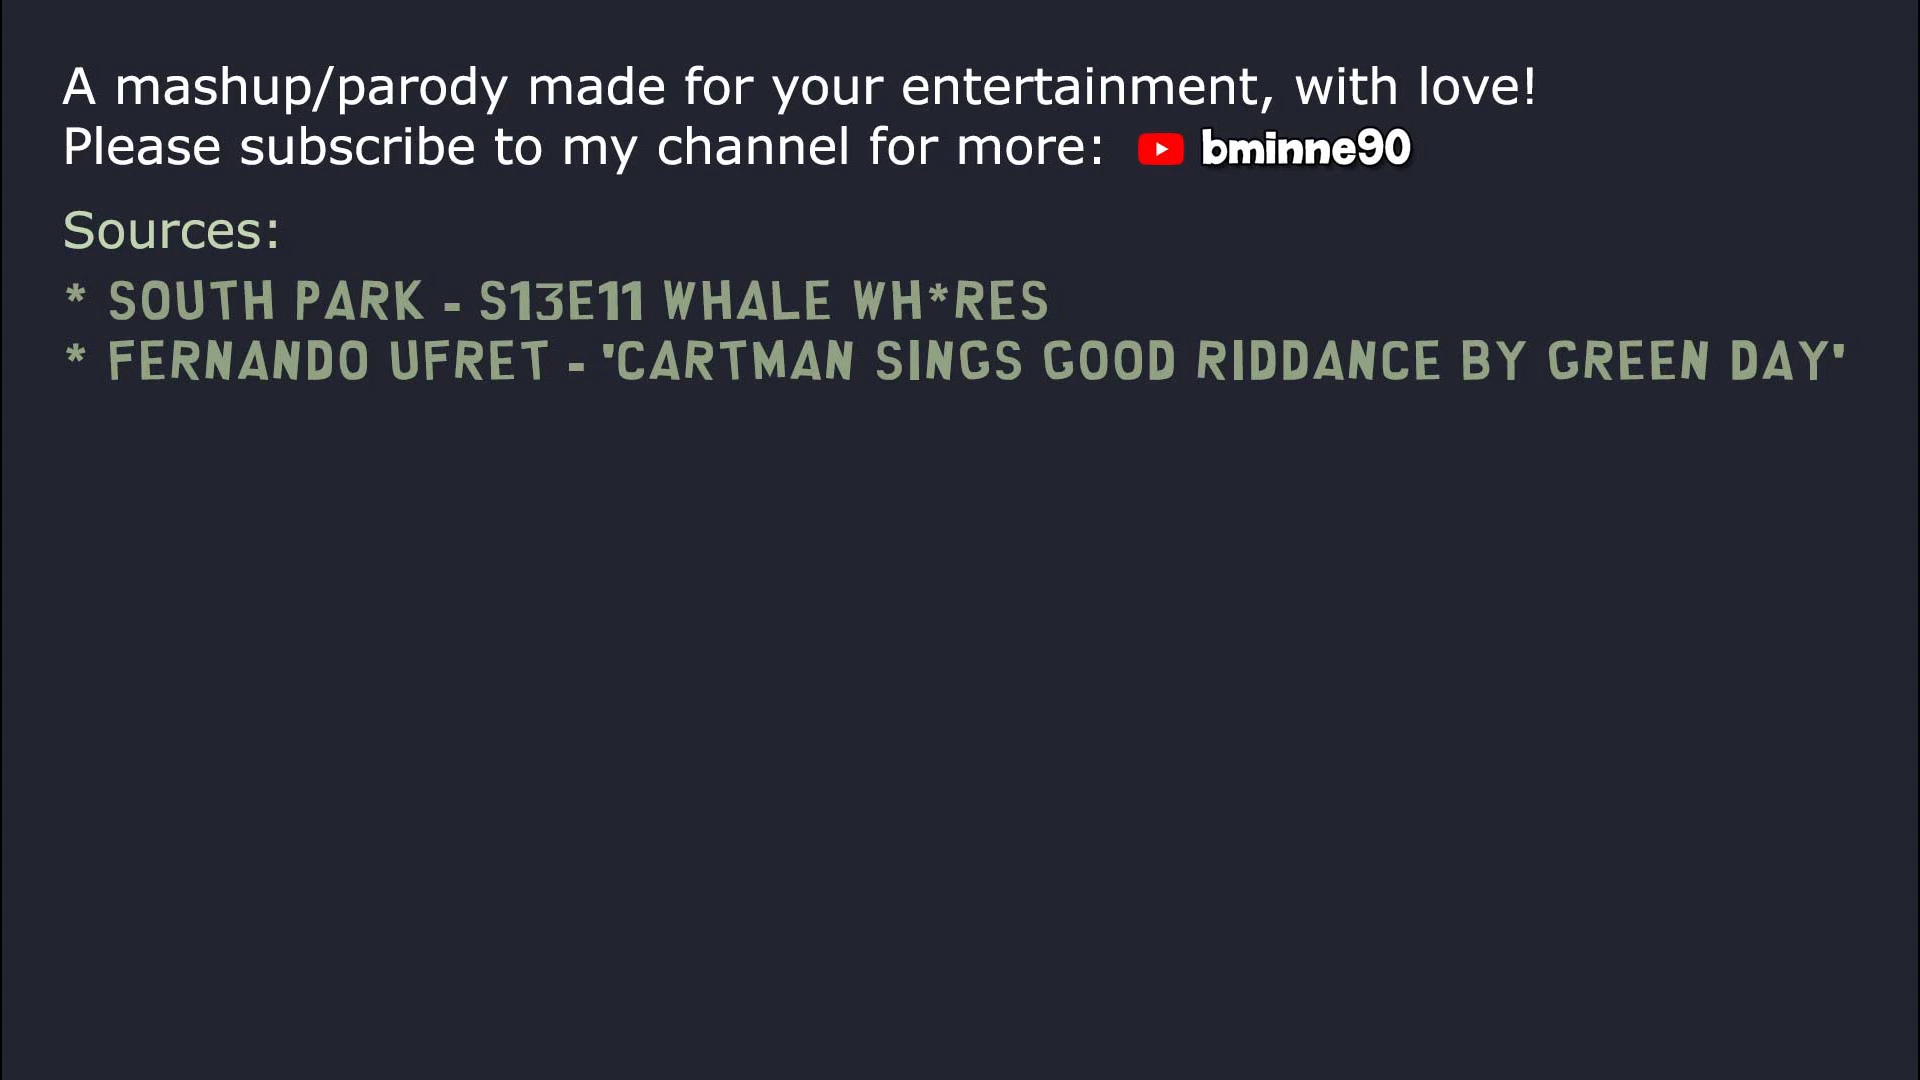 A mashup/parody made for your entertainment, with love!
Please subscribe to my channel for more: bminne90
Sources:
* SOUTH PARK - S13E11 WHALE WH*RES
* FERNANDO UFRET - 'CARTMAN SINGS GOOD RIDDANCE BY GREEN DAY'